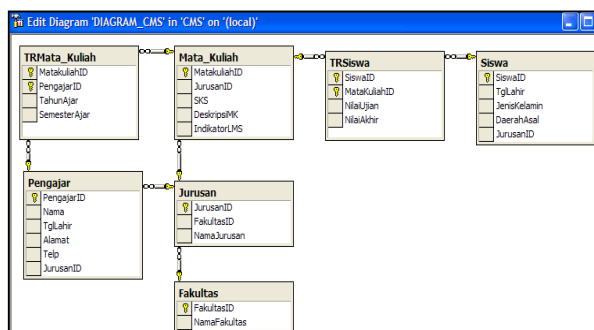 Edit Diagram 'DIAGRAM_CMS' in 'CMS' on '(local)'
TRMata_Kuliah
MatakuliahID
PengajarID
TahunAjar
SemesterAjar
Mata_Kuliah
MatakuliahID
JurusanID
SKS
DeskripsiMK
IndikatorLMS
TRSiswa
SiswaID
MataKuliahID
NilaiUjian
NilaiAkhir
Siswa
SiswaID
TglLahir
JenisKelamin
DaerahAsal
JurusanID
Pengajar
PengajarID
Nama
TglLahir
Alamat
Telp
JurusanID
Jurusan
JurusanID
FakultasID
NamaJurusan
Fakultas
FakultasID
NamaFakultas